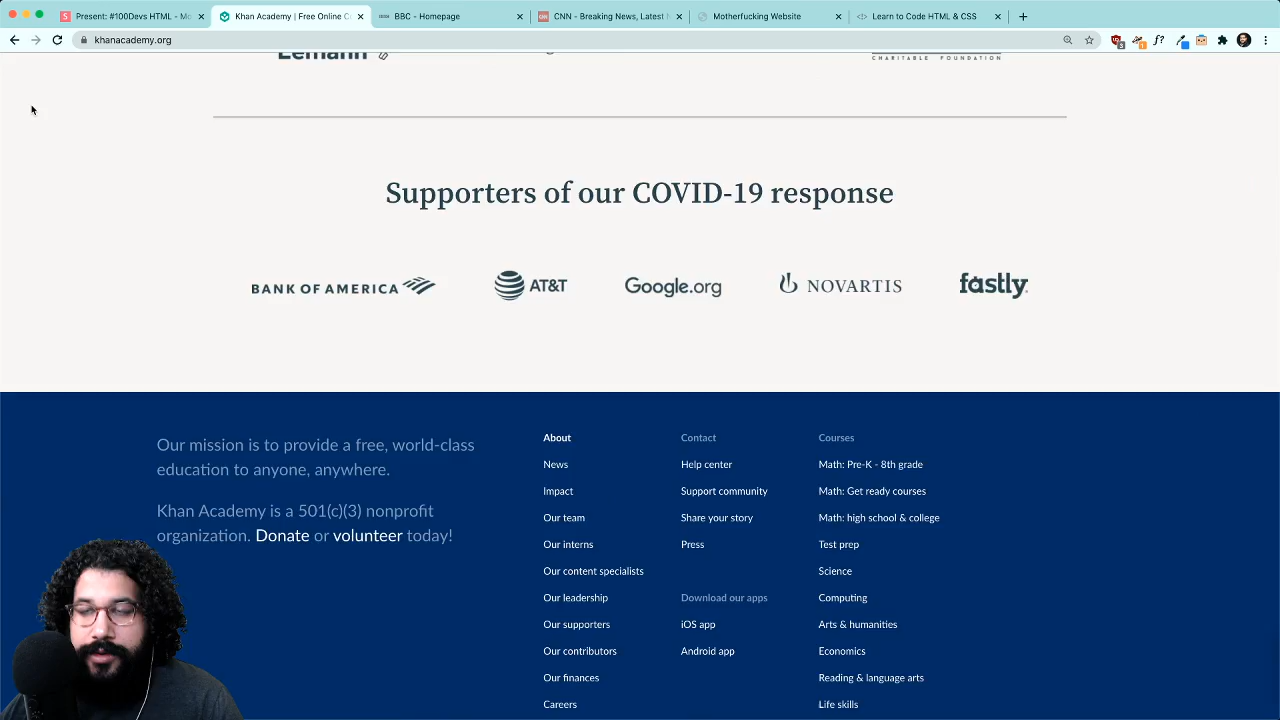 Present: #100Devs HTML - Mo
Khan Academy | Free Online C
BBC - Homepage
CNN - Breaking News, Latest
Motherfucking Website
Learn to Code HTML & CSS
khanacademy.org
Lemann
CHARITABLE FOUNDATION
Supporters of our COVID-19 response
BANK OF AMERICA
AT&T
Google.org
NOVARTIS
fastly
Our mission is to provide a free, world-class
education to anyone, anywhere.
Khan Academy is a 501(c)(3) nonprofit
organization. Donate or volunteer today!
About
News
Impact
Our team
Our interns
Our content specialists
Our leadership
Our supporters
Our contributors
Our finances
Careers
Contact
Help center
Support community
Share your story
Press
Download our apps
iOS app
Android app
Courses
Math: Pre-K - 8th grade
Math: Get ready courses
Math: high school & college
Test prep
Science
Computing
Arts & humanities
Economics
Reading & language arts
Life skills